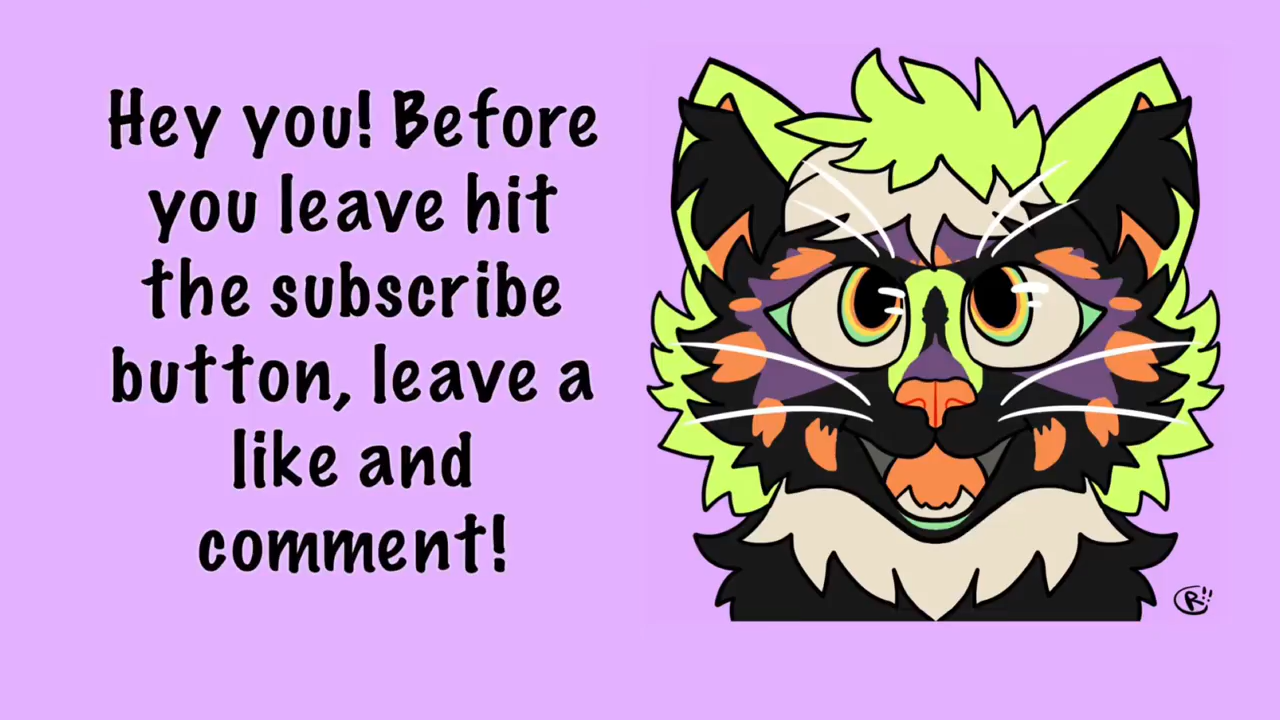 Hey you! Before
you leave hit
the subscribe
button, leave a
like and
comment!
R!!